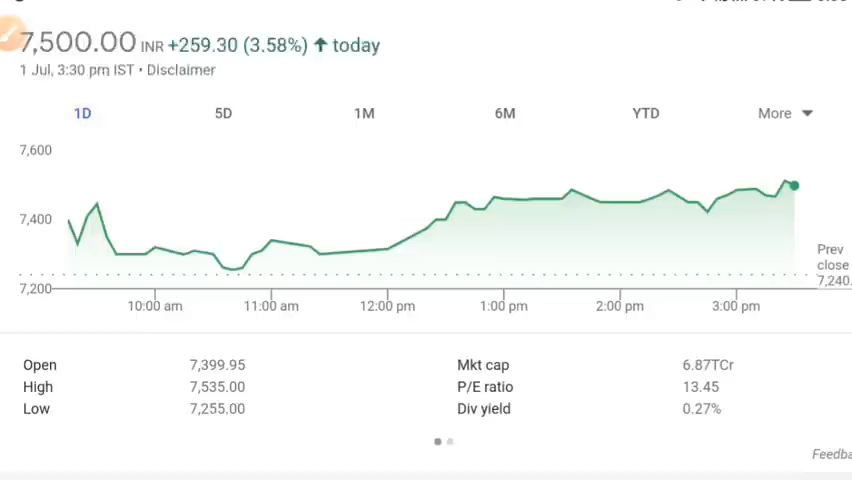 7,500.00 INR +259.30 (3.58%) ↑ today
1 Jul, 3:30 pm IST • Disclaimer
1D 5D 1M 6M YTD More
7,600
7,400
7,200
Prev
close
7,240.
10:00 am 11:00 am 12:00 pm 1:00 pm 2:00 pm 3:00 pm
Open 7,399.95 Mkt cap 6.87TCr
High 7,535.00 P/E ratio 13.45
Low 7,255.00 Div yield 0.27%
Feedba